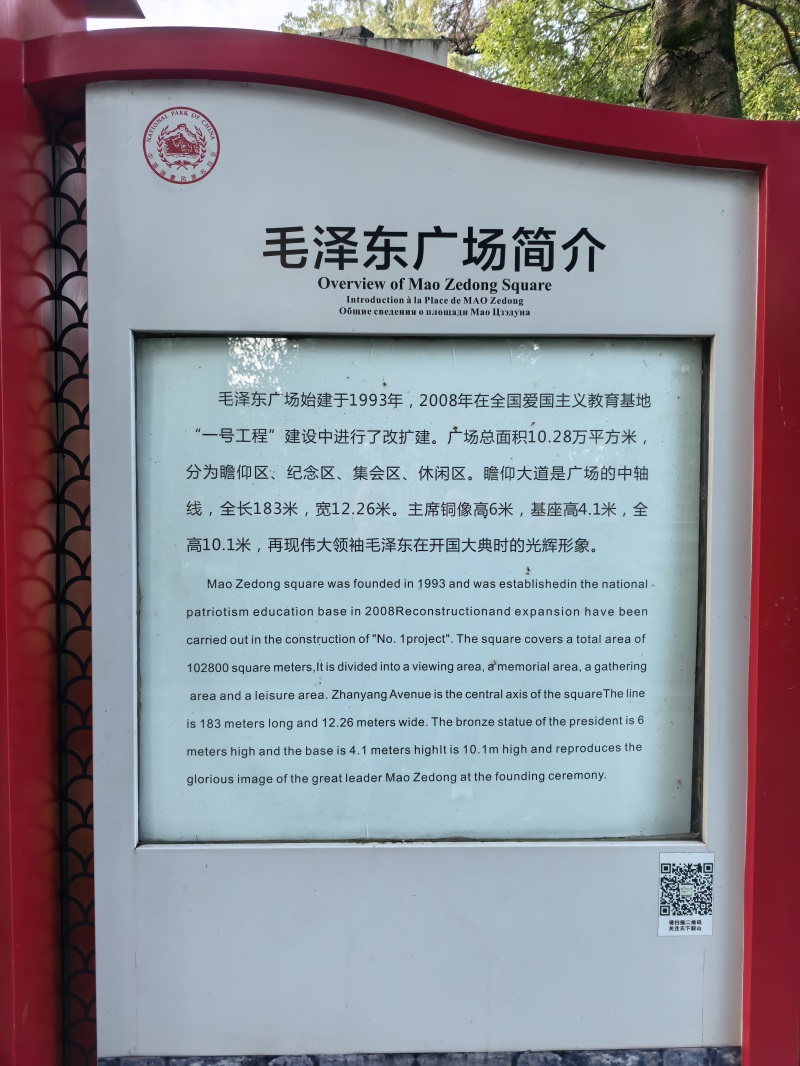 NATIONAL PARK OF CHINA
毛泽东广场简介
Overview of Mao Zedong Square
Introduction à la Place de MAO Zedong
Общие сведения о площади Мао Цзэдуна
毛泽东广场始建于1993年，2008年在全国爱国主义教育基地
“一号工程”建设中进行了改扩建。广场总面积10.28万平方米，
分为瞻仰区、纪念区、集会区、休闲区。瞻仰大道是广场的中轴
线，全长183米，宽12.26米。主席铜像高6米，基座高4.1米，全
高10.1米，再现伟大领袖毛泽东在开国大典时的光辉形象。
Mao Zedong square was founded in 1993 and was establishedin the national
patriotism education base in 2008Reconstructionand expansion have been
carried out in the construction of "No. 1project". The square covers a total area of
102800 square meters,It is divided into a viewing area, a memorial area, a gathering
area and a leisure area. Zhanyang Avenue is the central axis of the squareThe line
is 183 meters long and 12.26 meters wide. The bronze statue of the president is 6
meters high and the base is 4.1 meters highIt is 10.1m high and reproduces the
glorious image of the great leader Mao Zedong at the founding ceremony.
请扫描二维码
关注天下韶山